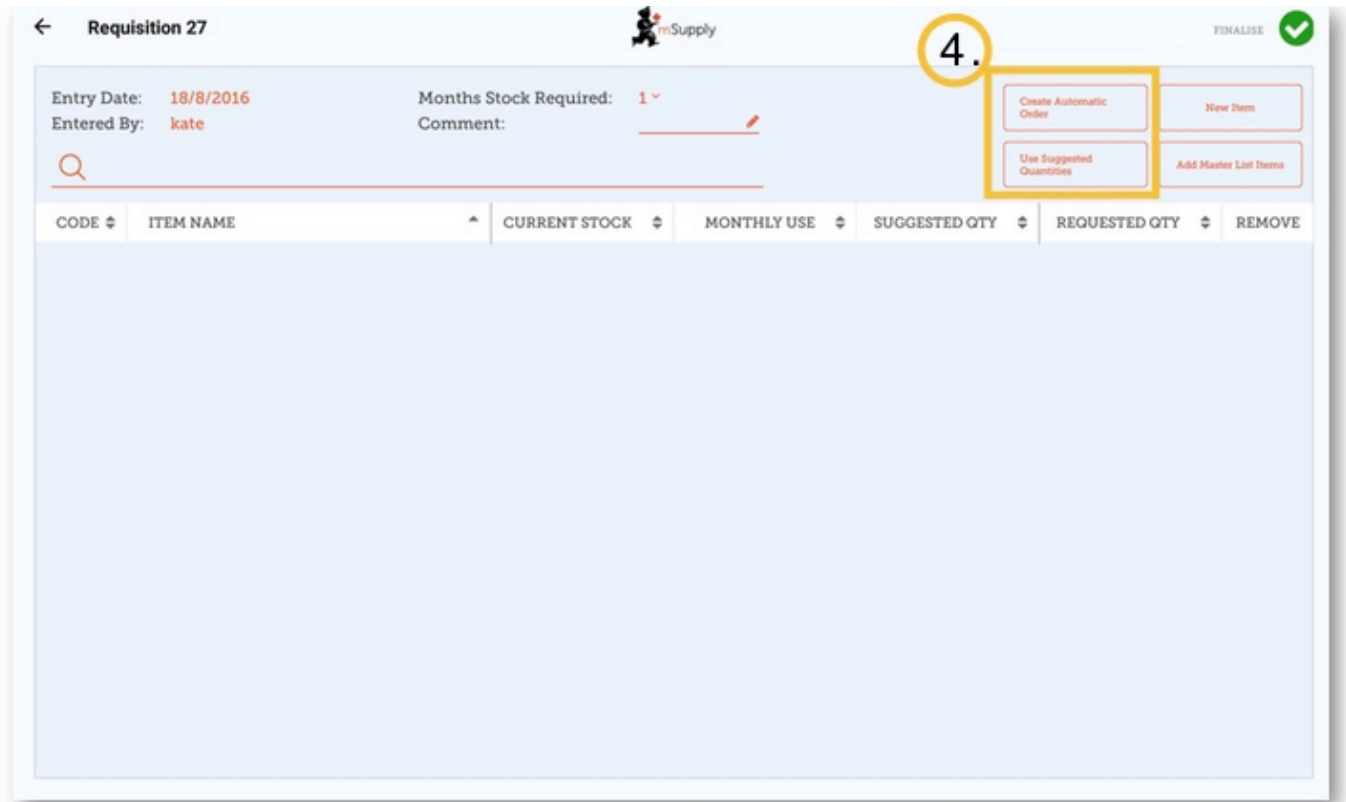 Requisition 27
mSupply
FINALISE
4.
Entry Date: 18/8/2016
Months Stock Required: 1
Create Automatic
Order
New Item
Entered By: kate
Comment:
Use Suggested
Quantities
Add Master List Items
CODE ITEM NAME CURRENT STOCK MONTHLY USE SUGGESTED QTY REQUESTED QTY REMOVE